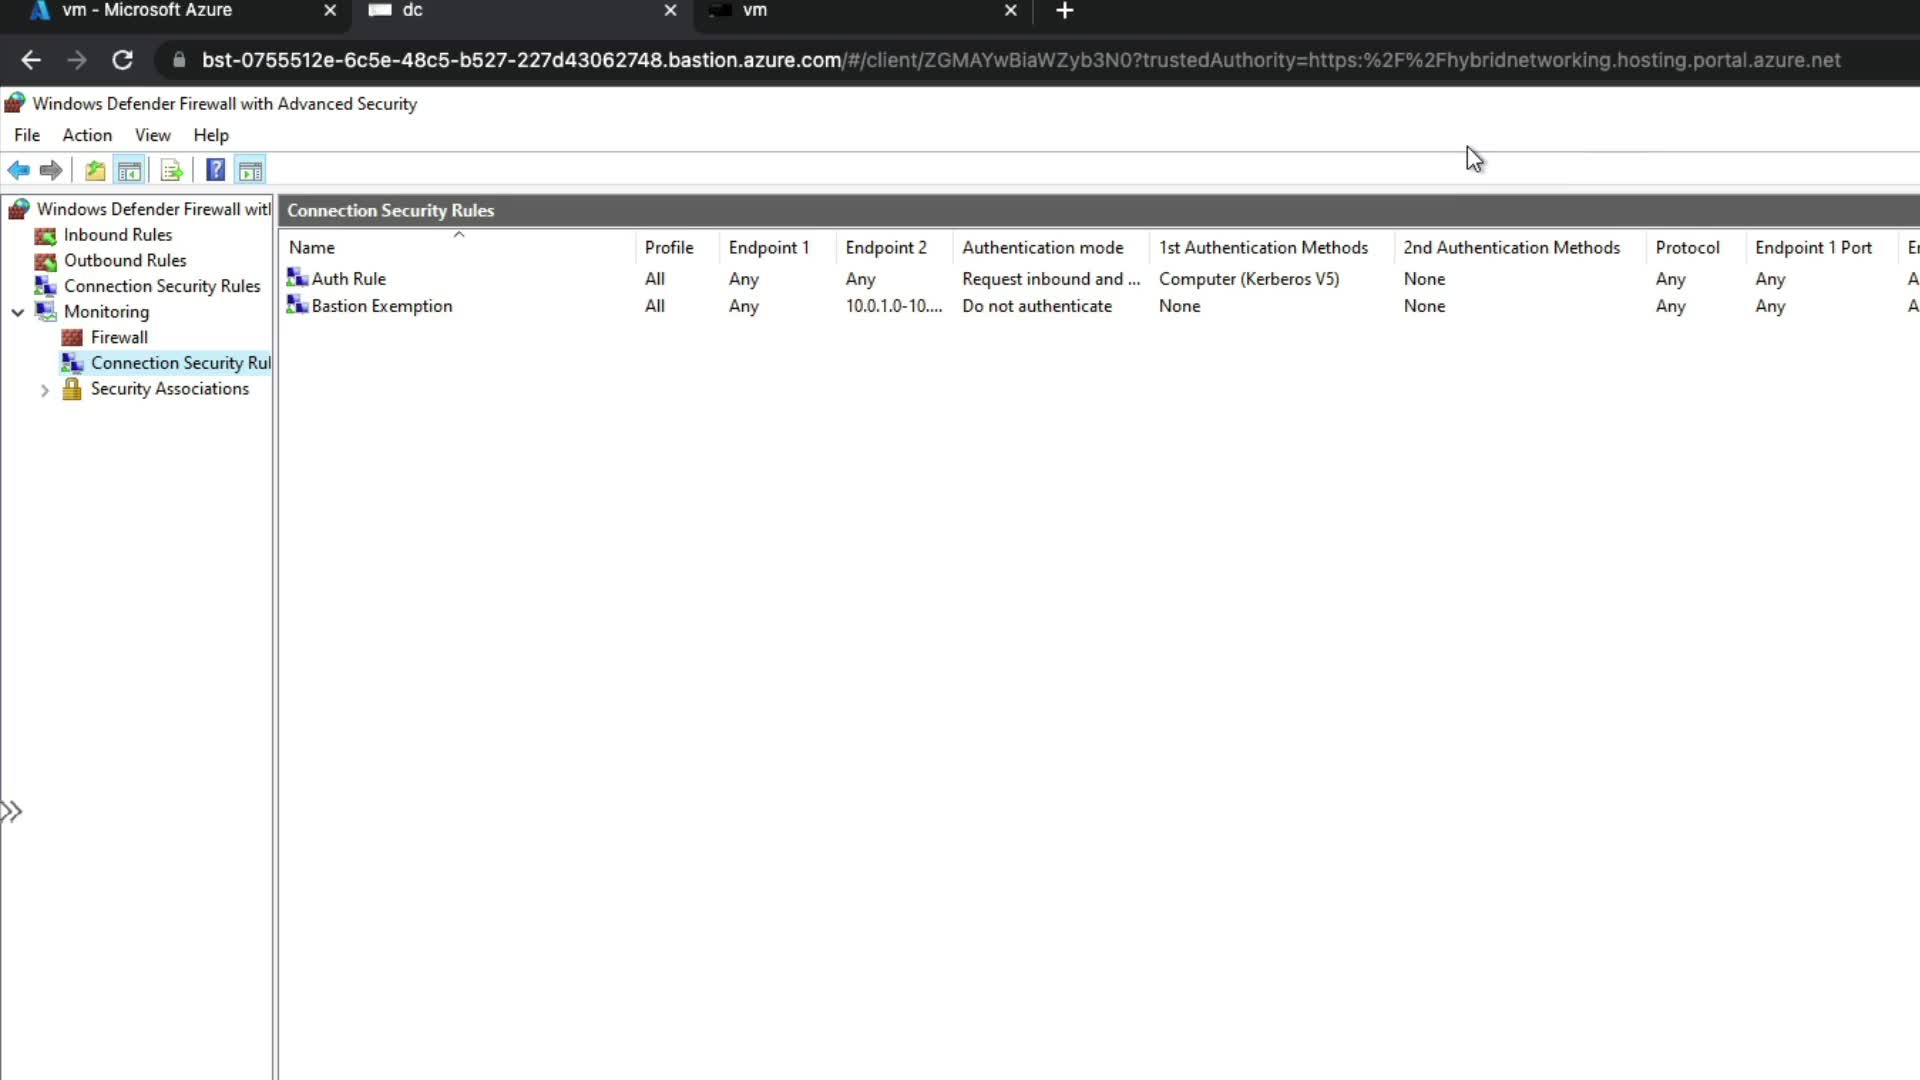 vm - Microsoft Azure
dc
vm
bst-0755512e-6c5e-48c5-b527-227d43062748.bastion.azure.com/#/client/ZGMAYwBiaWZyb3N0?trustedAuthority=https:%2F%2Fhybridnetworking.hosting.portal.azure.net
Windows Defender Firewall with Advanced Security
File Action View Help
Windows Defender Firewall with
Inbound Rules
Outbound Rules
Connection Security Rules
Monitoring
Firewall
Connection Security Rul
Security Associations
Connection Security Rules
Name Profile Endpoint 1 Endpoint 2 Authentication mode 1st Authentication Methods 2nd Authentication Methods Protocol Endpoint 1 Port
Auth Rule All Any Any Request inbound and ... Computer (Kerberos V5) None Any Any A
Bastion Exemption All Any 10.0.1.0-10.... Do not authenticate None None Any Any A